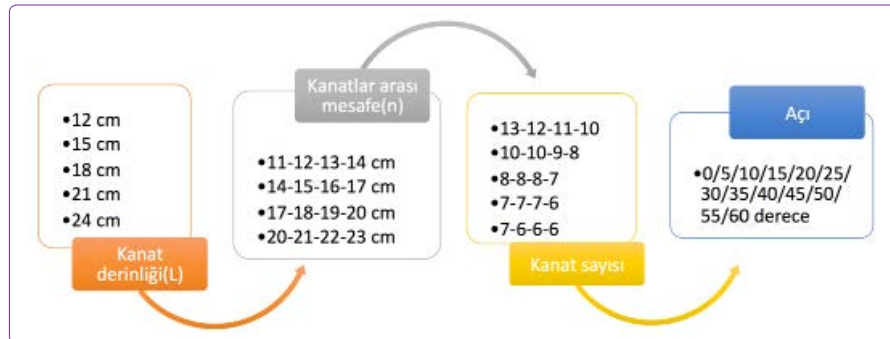 •12 cm
•15 cm
•18 cm
•21 cm
•24 cm
Kanat
derinliği(L)
Kanatlar arası
mesafe(n)
•11-12-13-14 cm
•14-15-16-17 cm
•17-18-19-20 cm
•20-21-22-23 cm
•13-12-11-10
•10-10-9-8
•8-8-8-7
•7-7-7-6
•7-6-6-6
Kanat sayısı
Açı
•0/5/10/15/20/25/
30/35/40/45/50/
55/60 derece